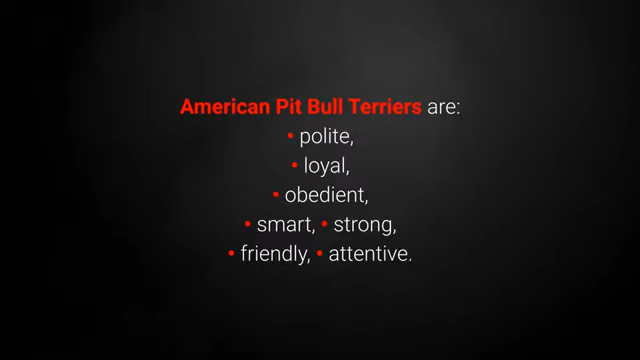 American Pit Bull Terriers are:
• polite,
• loyal,
• obedient,
• smart, • strong,
• friendly, • attentive.